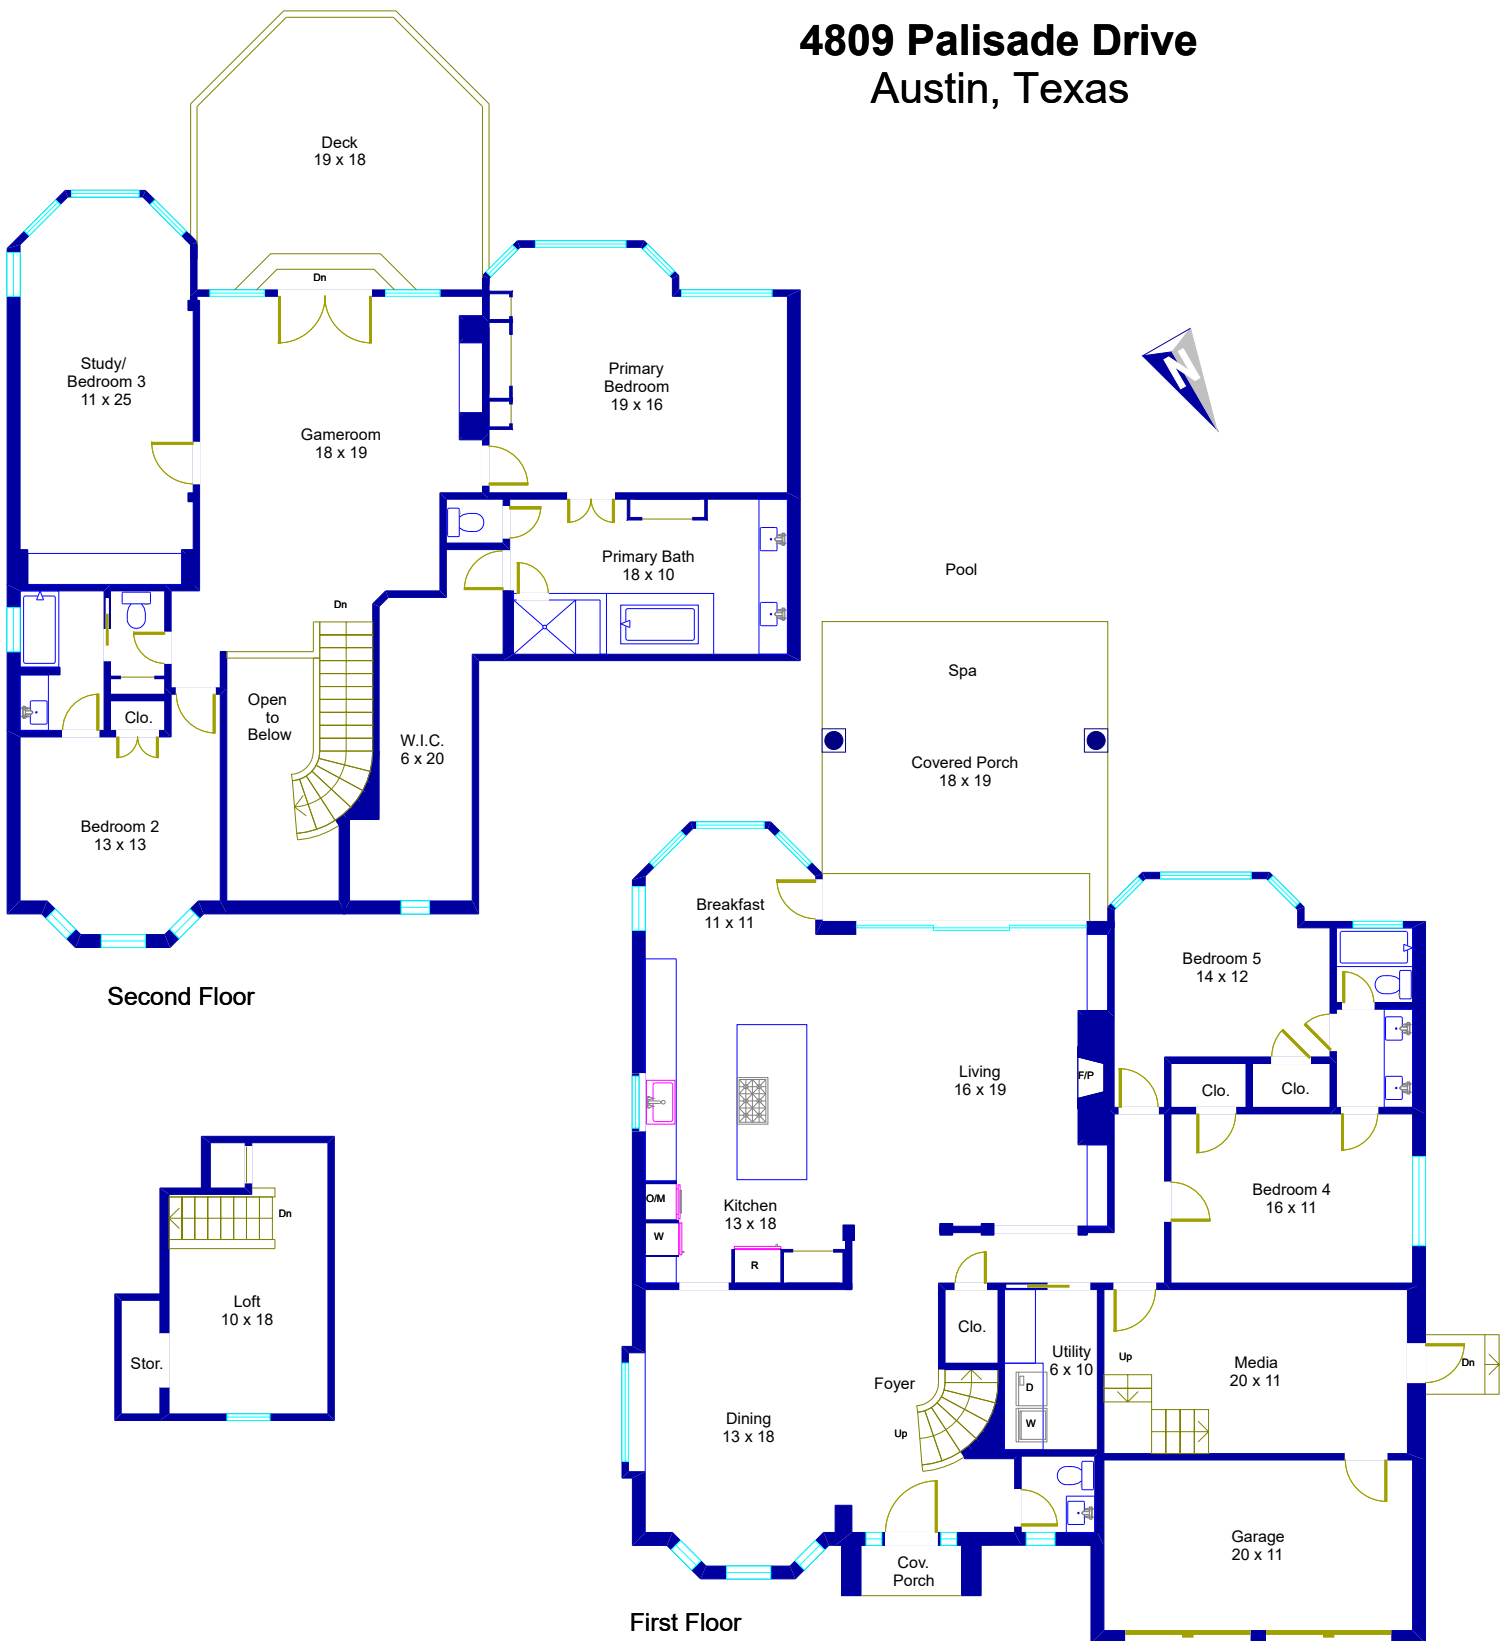 4809 Palisade Drive
Austin, Texas
Deck
19 x 18
Dn
Study/
Bedroom 3
11 x 25
Primary
Bedroom
19 x 16
Gameroom
18 x 19
N
Primary Bath
18 x 10
Dn
Open
to
Below
Clo.
W.I.C.
6 x 20
Bedroom 2
13 x 13
Second Floor
Pool
Spa
Covered Porch
18 x 19
Breakfast
11 x 11
Bedroom 5
14 x 12
Living
16 x 19
F/P
Clo.
Clo.
O/M
W
Kitchen
13 x 18
R
Bedroom 4
16 x 11
Dn
Loft
10 x 18
Stor.
Clo.
Utility
6 x 10
Up
Media
20 x 11
Dn
Foyer
D
W
Dining
13 x 18
Up
Garage
20 x 11
Cov.
Porch
First Floor